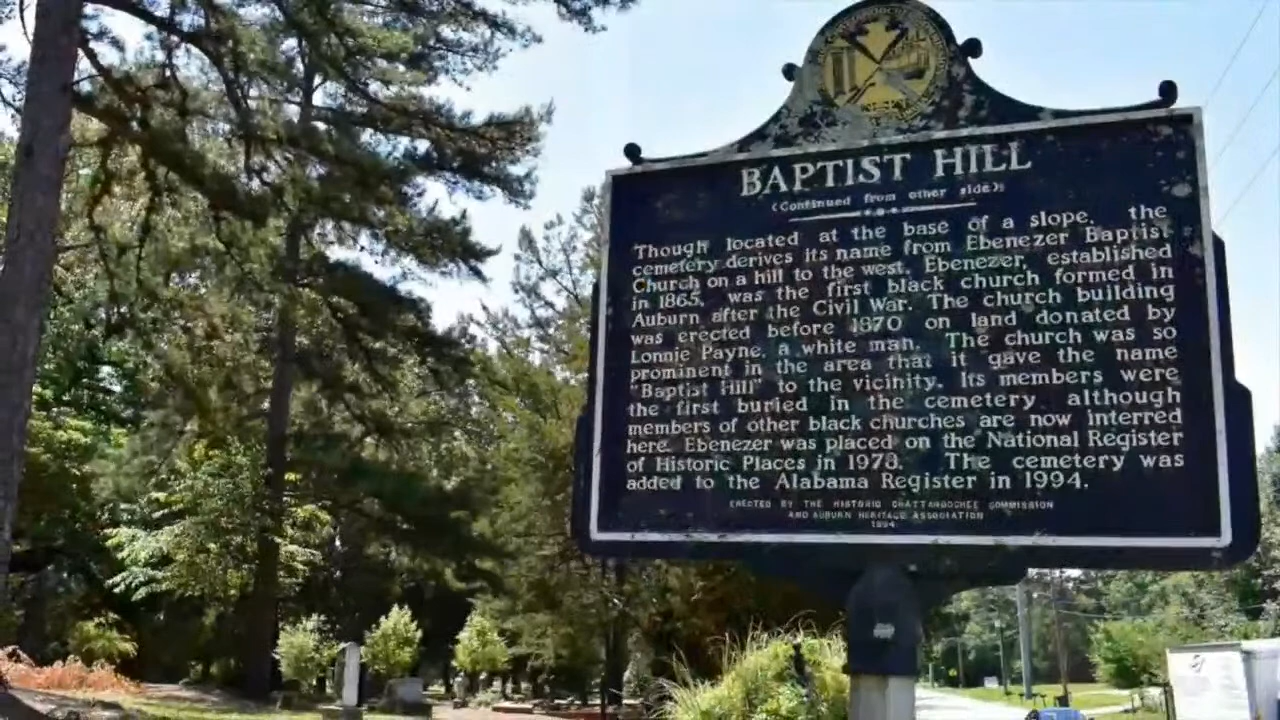 BAPTIST HILL
(Continued from other side)
Though located at the base of a slope, the
cemetery derives its name from Ebenezer Baptist
Church on a hill to the west. Ebenezer, established
in 1865, was the first black church formed in
Auburn after the Civil War. The church building
was erected before 1870 on land donated by
Lonnie Payne, a white man. The church was so
prominent in the area that it gave the name
"Baptist Hill" to the vicinity. Its members were
the first buried in the cemetery although
members of other black churches are now interred
here. Ebenezer was placed on the National Register
of Historic Places in 1978. The cemetery was
added to the Alabama Register in 1994.
ERECTED BY THE HISTORIC CHATTAHOOCHEE COMMISSION
AND AUBURN HERITAGE ASSOCIATION
1994